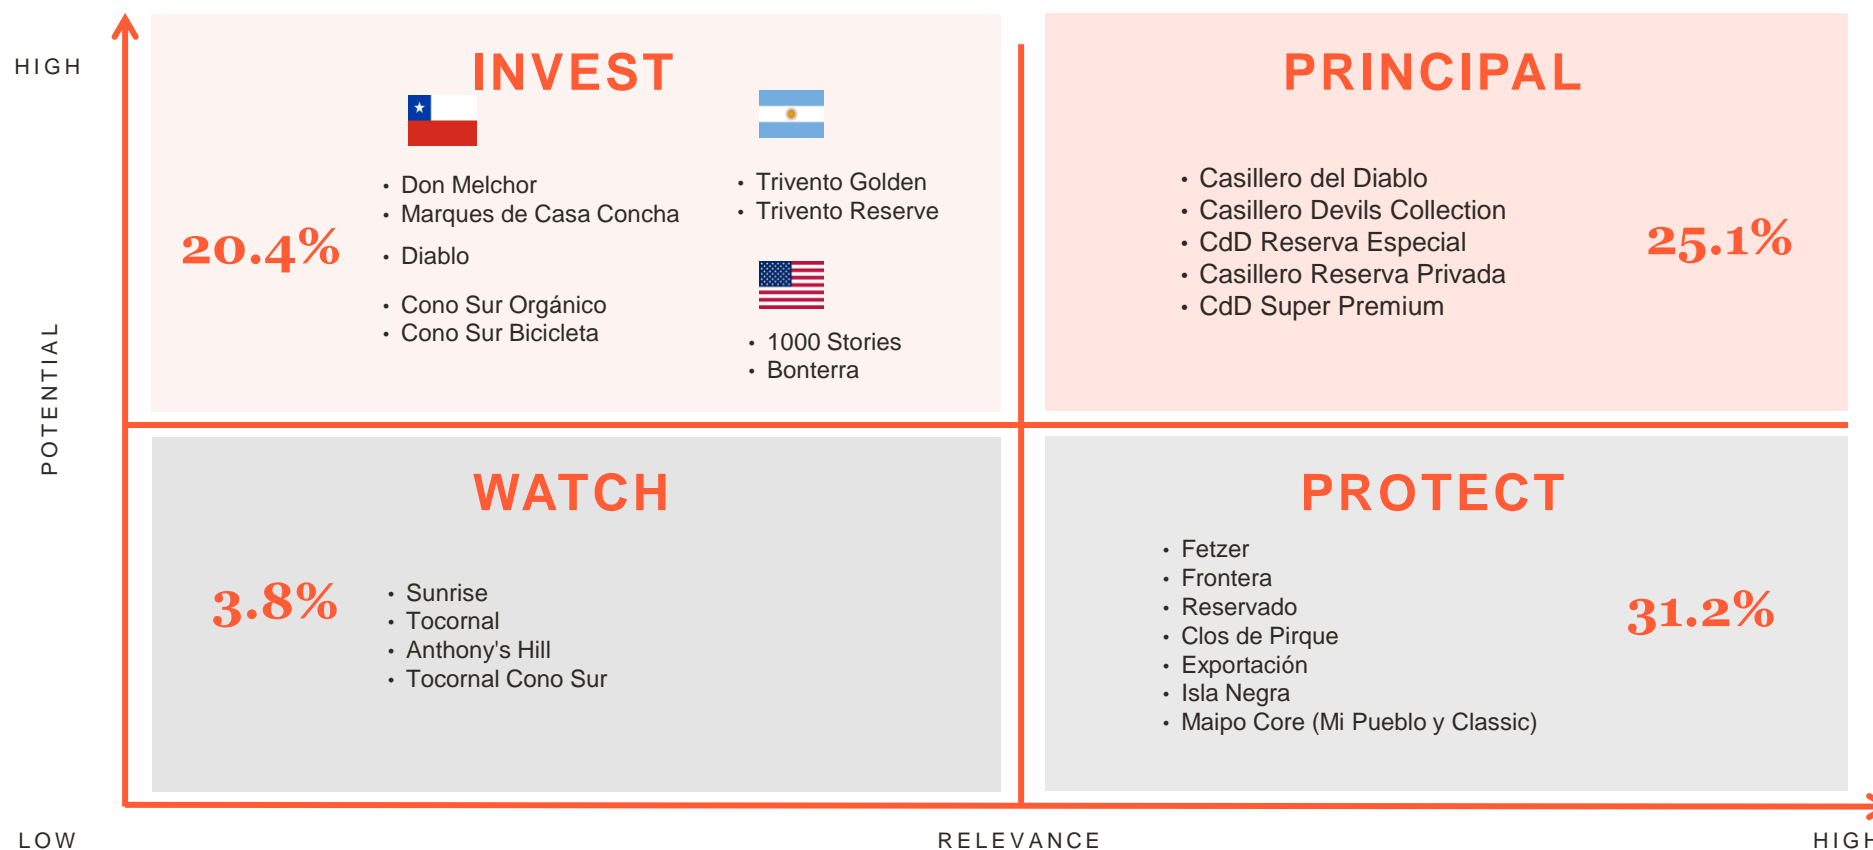 HIGH
POTENTIAL
INVEST
20.4%
• Don Melchor
• Marques de Casa Concha
• Diablo
• Cono Sur Orgánico
• Cono Sur Bicicleta
• Trivento Golden
• Trivento Reserve
• 1000 Stories
• Bonterra
PRINCIPAL
• Casillero del Diablo
• Casillero Devils Collection
• CdD Reserva Especial
• Casillero Reserva Privada
• CdD Super Premium
25.1%
WATCH
3.8%
• Sunrise
• Tocornal
• Anthony's Hill
• Tocornal Cono Sur
PROTECT
• Fetzer
• Frontera
• Reservado
• Clos de Pirque
• Exportación
• Isla Negra
• Maipo Core (Mi Pueblo y Classic)
31.2%
LOW
RELEVANCE
HIGH